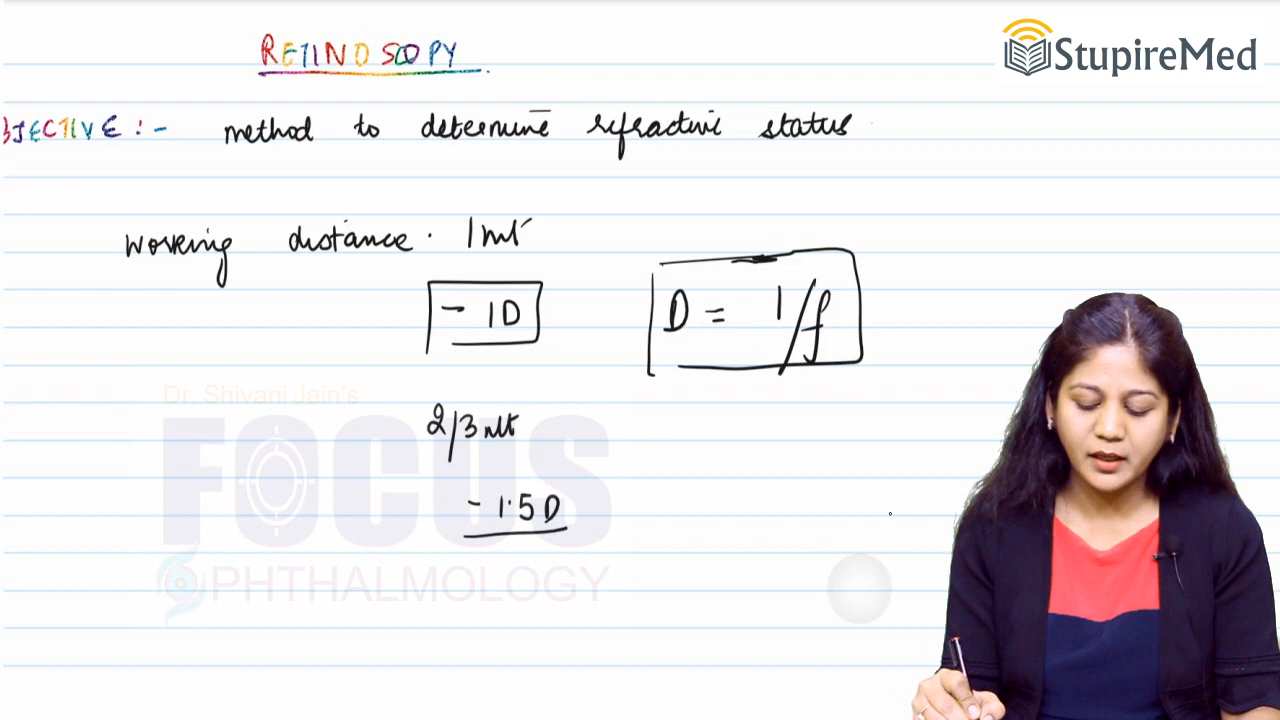 RETINOSCOPY
StupireMed
BJECTIVE :- method to determine refractive status
working distance. 1mt
- 1D
D = 1/f
Dr. Shivani Jain's
FOCUS
2/3 mt
- 1.5 D
OPHTHALMOLOGY